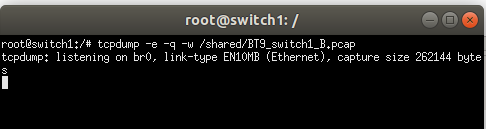 root@switch1: /
root@switch1:/# tcpdump -e -q -w /shared/BT9_switch1_B.pcap
tcpdump: listening on br0, link-type EN10MB (Ethernet), capture size 262144 byte
s